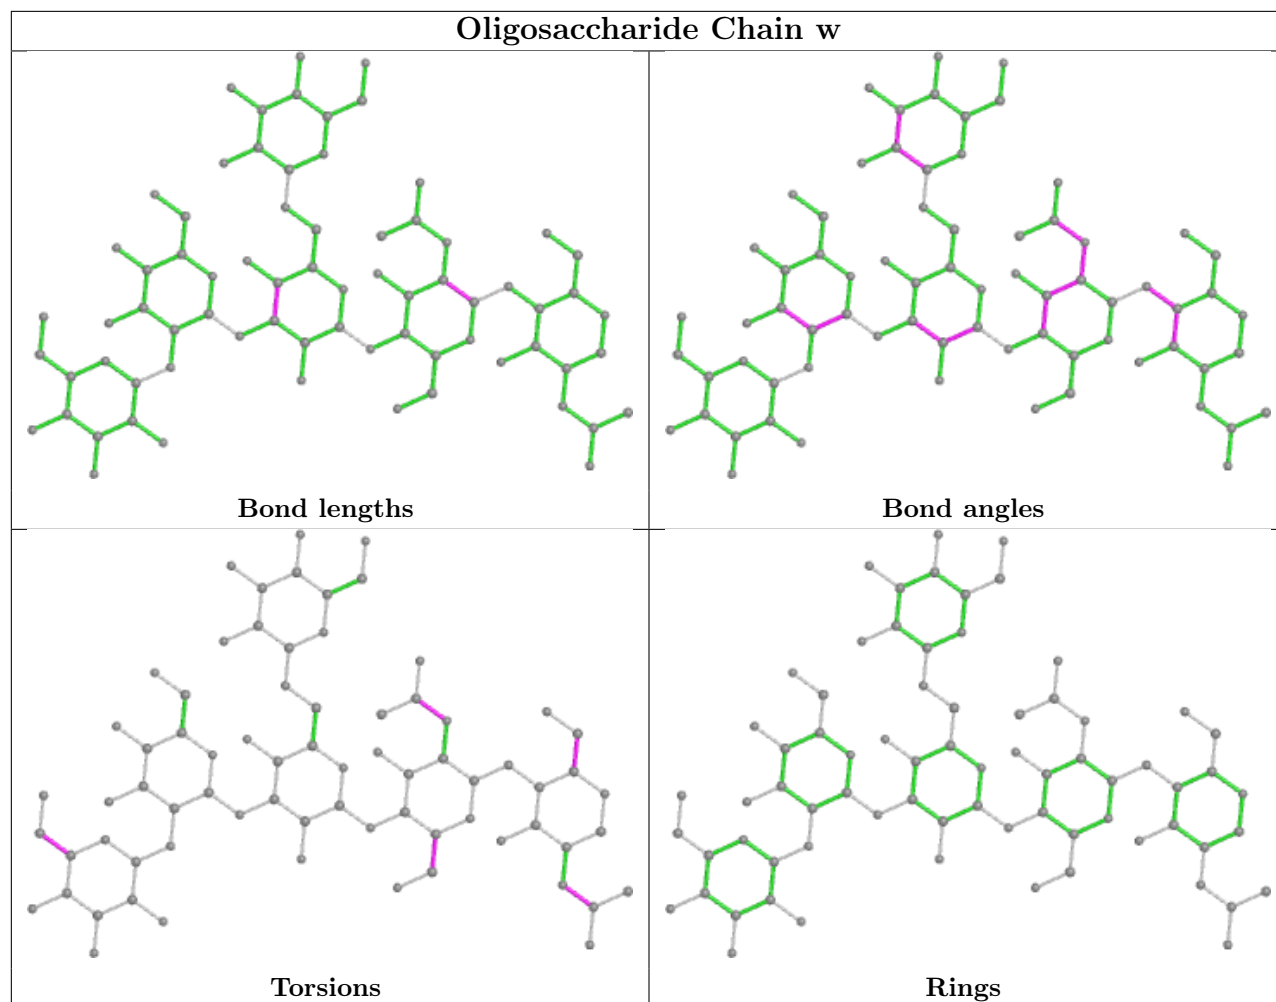 Oligosaccharide Chain w
Bond lengths
Bond angles
Torsions
Rings